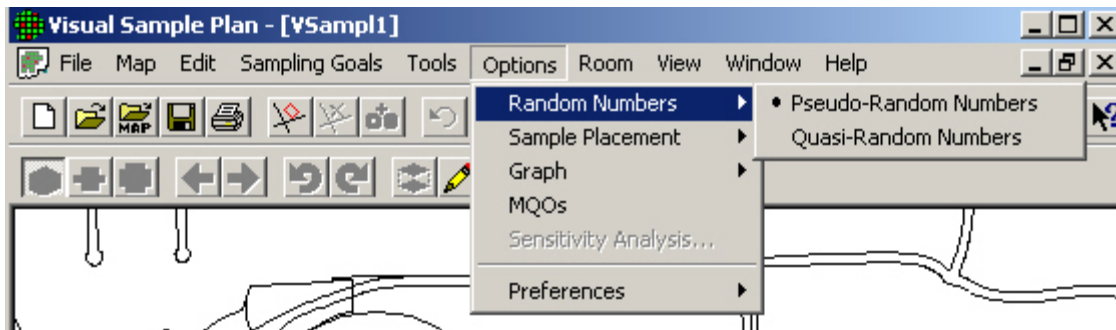 Visual Sample Plan - [VSampl1]
File Map Edit Sampling Goals Tools Options Room View Window Help
MAP
Random Numbers
Sample Placement
Graph
MQOs
Sensitivity Analysis...
Preferences
Pseudo-Random Numbers
Quasi-Random Numbers